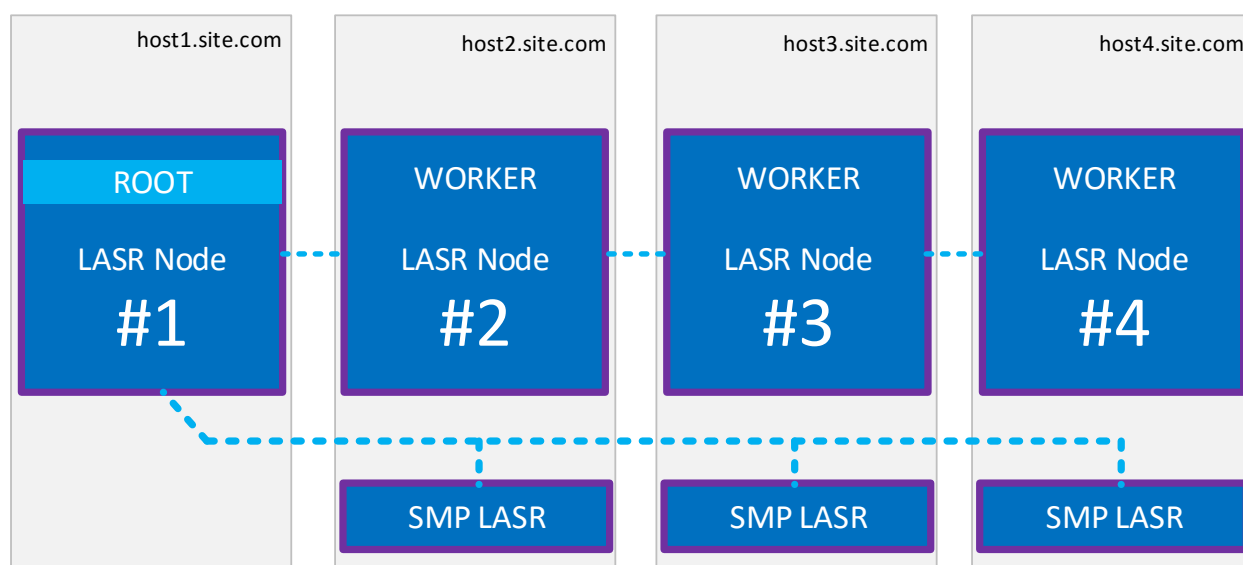 host1.site.com
host2.site.com
host3.site.com
host4.site.com
ROOT
WORKER
WORKER
WORKER
LASR Node
LASR Node
LASR Node
LASR Node
#1
#2
#3
#4
SMP LASR
SMP LASR
SMP LASR